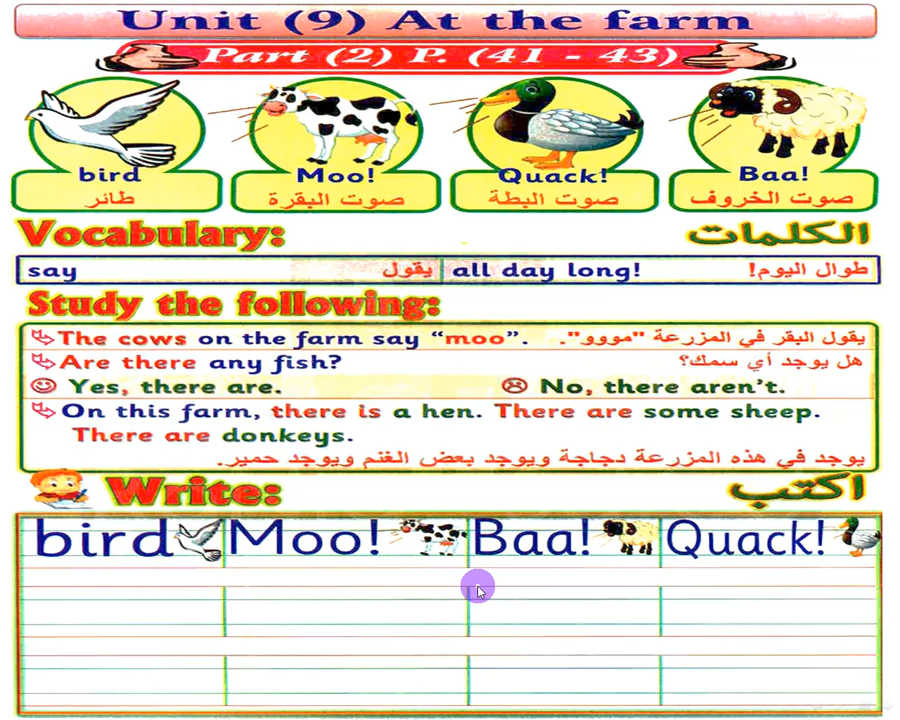 Unit (9) At the farm
Part (2) P. (41 - 43)
bird Moo! Quack! Baa!
طائر صوت البقرة صوت البطة صوت الخروف
Vocabulary: الكلمات
say يقول all day long! طوال اليوم!
Study the following:
The cows on the farm say “moo”. يقول البقر في المزرعة "مووو".
Are there any fish? هل يوجد أي سمك؟
Yes, there are. No, there aren't.
On this farm, there is a hen. There are some sheep.
There are donkeys.
يوجد في هذه المزرعة دجاجة ويوجد بعض الغنم ويوجد حمير.
Write: اكتب
bird Moo! Baa! Quack!